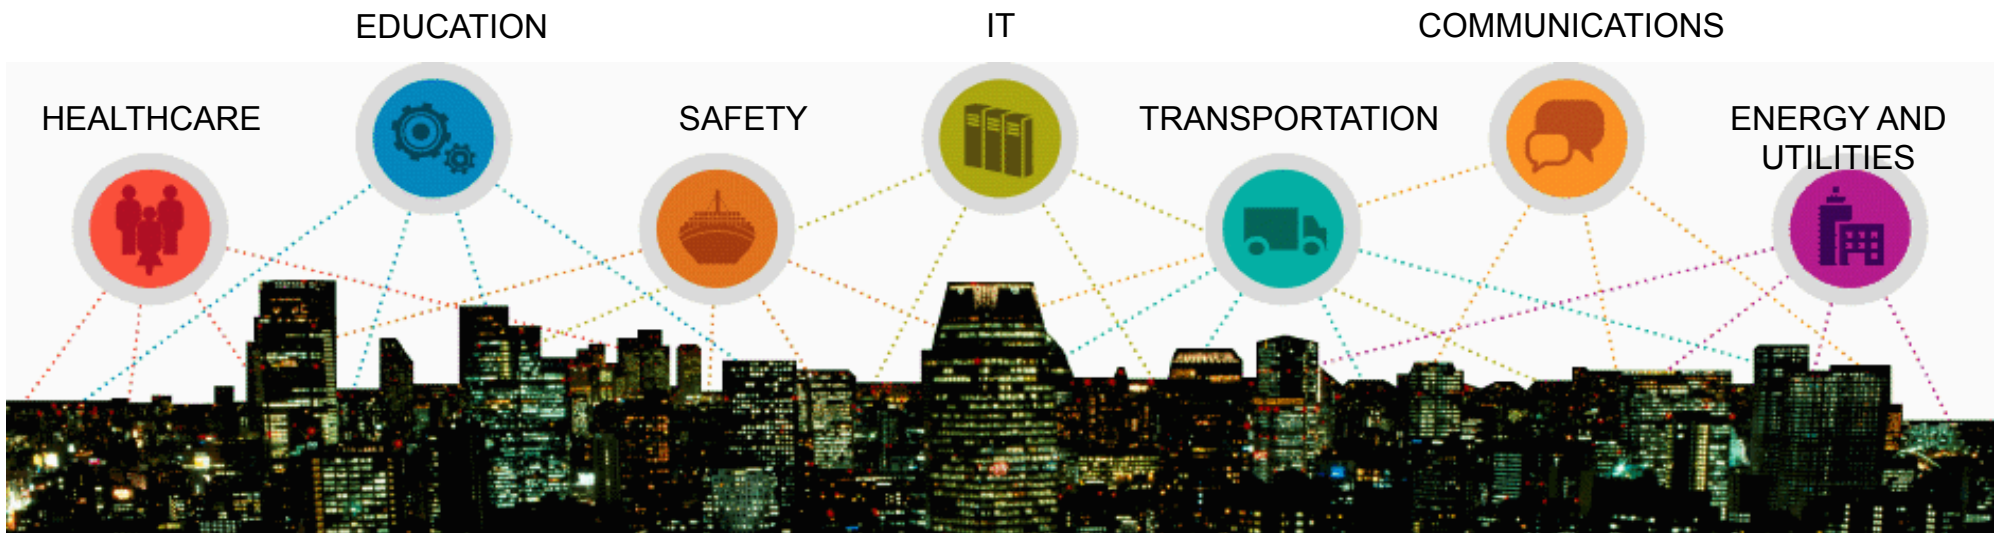 EDUCATION
IT
COMMUNICATIONS
HEALTHCARE
SAFETY
TRANSPORTATION
ENERGY AND
UTILITIES